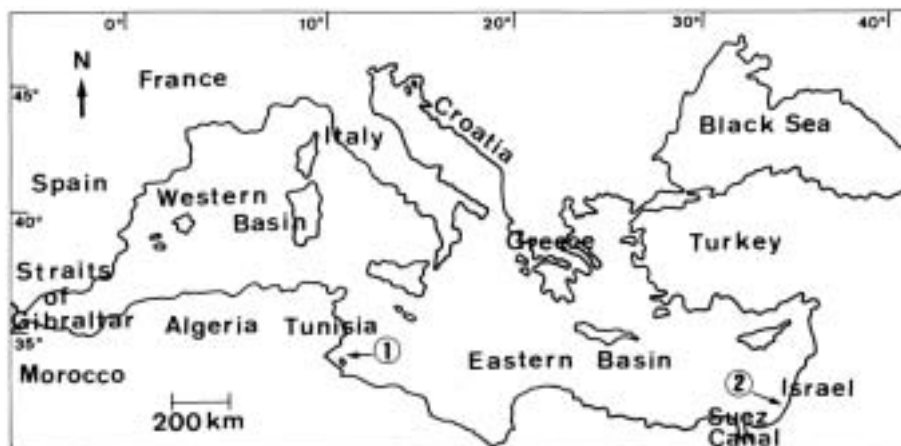 0°
10°
20°
30°
40°
N
45°
France
Croatia
Black Sea
Italy
Spain
Western
Basin
40°
Greece
Turkey
Straits
of
Gibraltar
Algeria
Tunisia
35°
1
Eastern Basin
Morocco
2
Israel
200 km
Suez
Canal